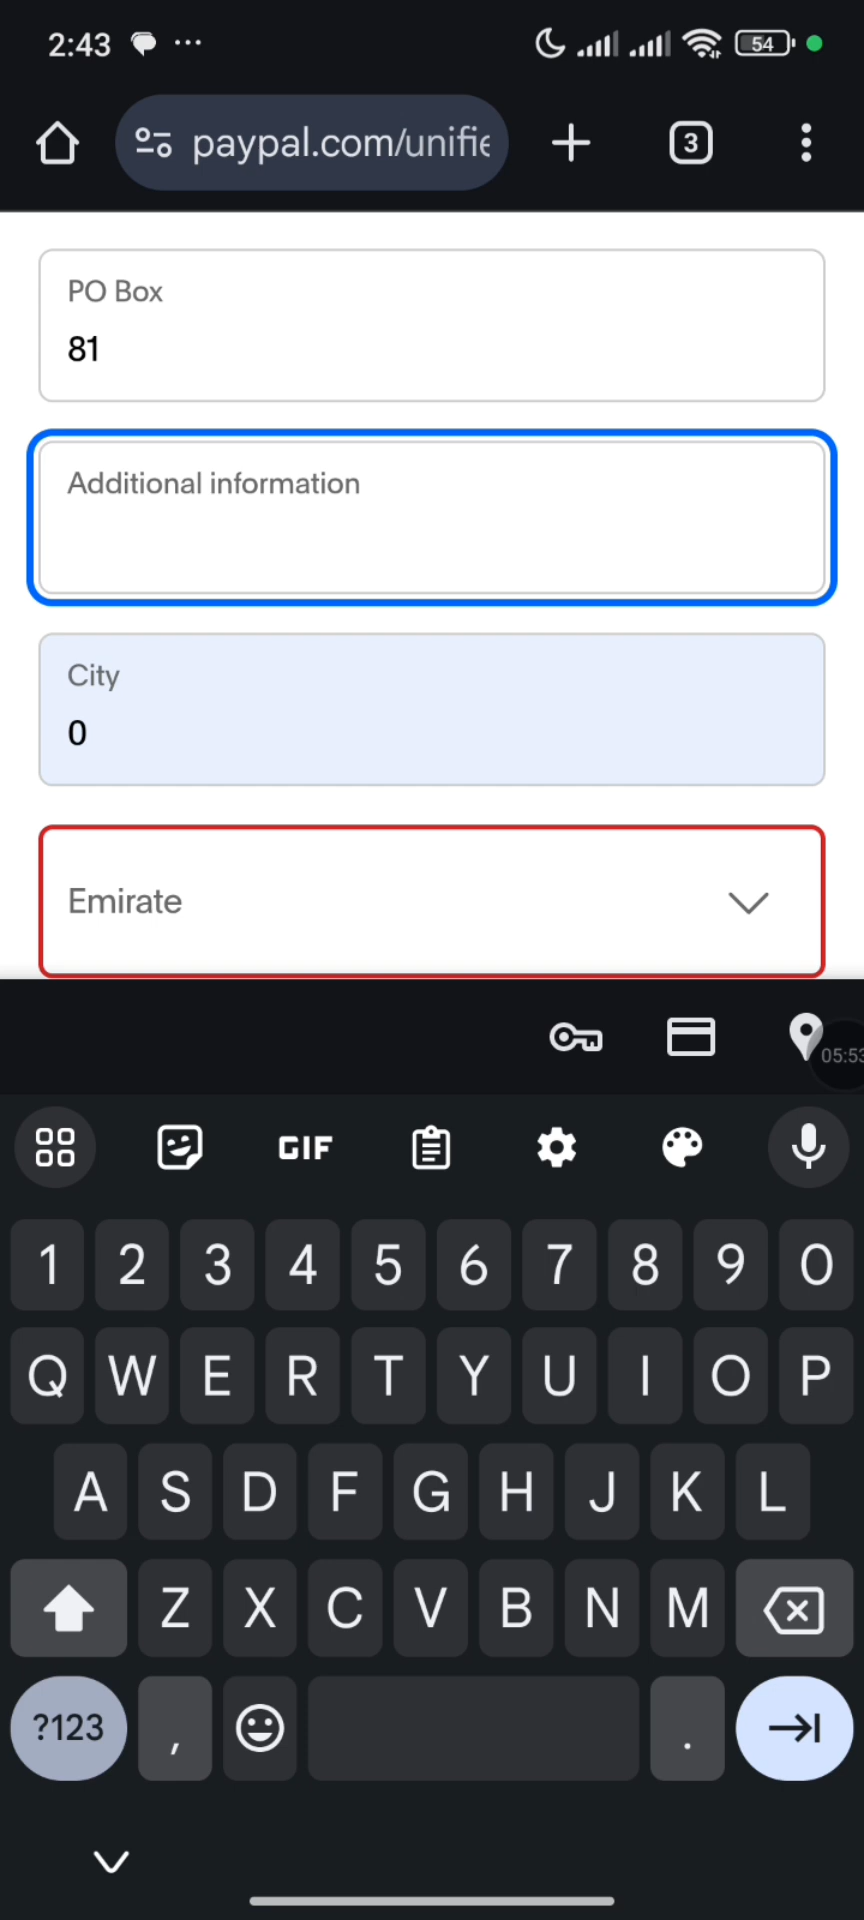 2:43 54
paypal.com/unifie 3
PO Box
81
Additional information
City
0
Emirate
05:53
GIF
1 2 3 4 5 6 7 8 9 0
Q W E R T Y U I O P
A S D F G H J K L
Z X C V B N M
?123 , .